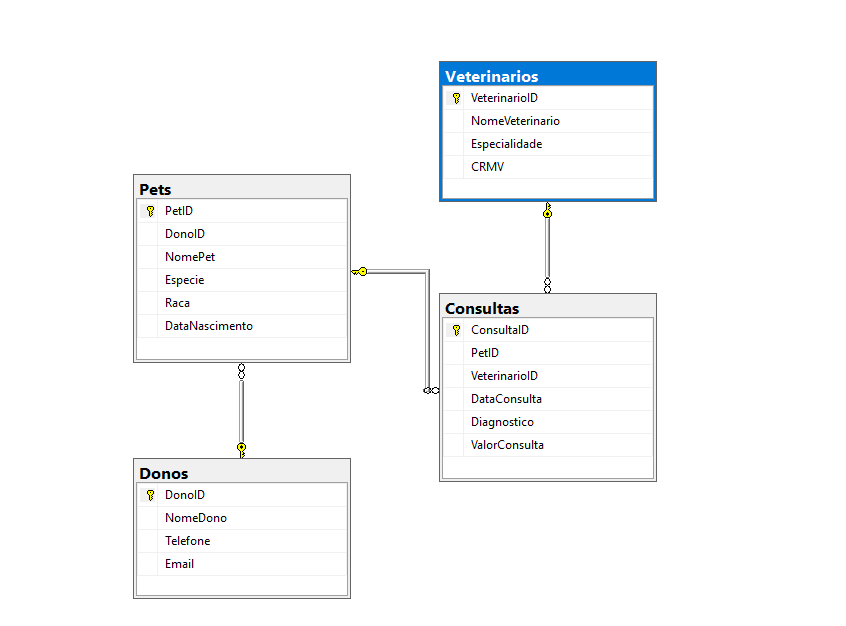 Veterinarios
VeterinarioID
NomeVeterinario
Especialidade
CRMV
Pets
PetID
DonoID
NomePet
Especie
Raca
DataNascimento
Consultas
ConsultaID
PetID
VeterinarioID
DataConsulta
Diagnostico
ValorConsulta
Donos
DonoID
NomeDono
Telefone
Email